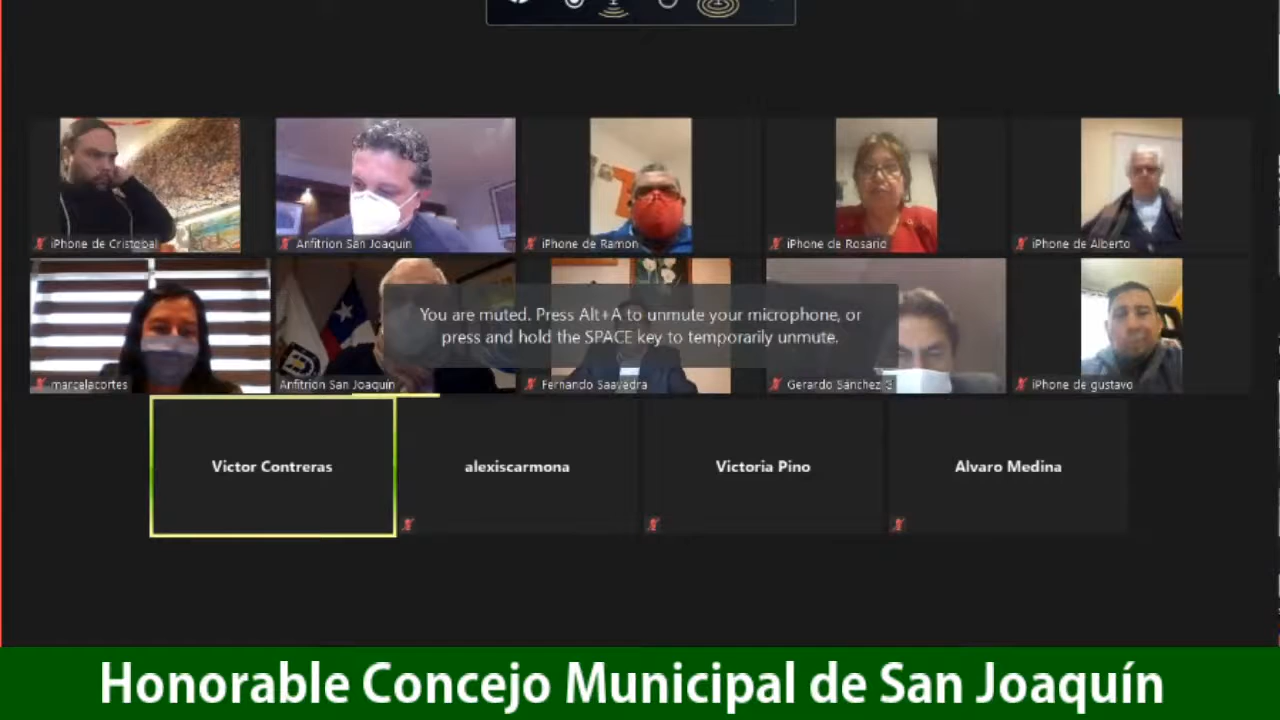 iPhone de Cristobal
Anfitrion San Joaquin
iPhone de Ramon
iPhone de Rosario
iPhone de Alberto
You are muted. Press Alt+A to unmute your microphone, or
press and hold the SPACE key to temporarily unmute.
marcelacortes
Anfitrion San Joaquín
Fernando Saavedra
Gerardo Sánchez S
iPhone de gustavo
Victor Contreras
alexiscarmona
Victoria Pino
Alvaro Medina
Honorable Concejo Municipal de San Joaquín